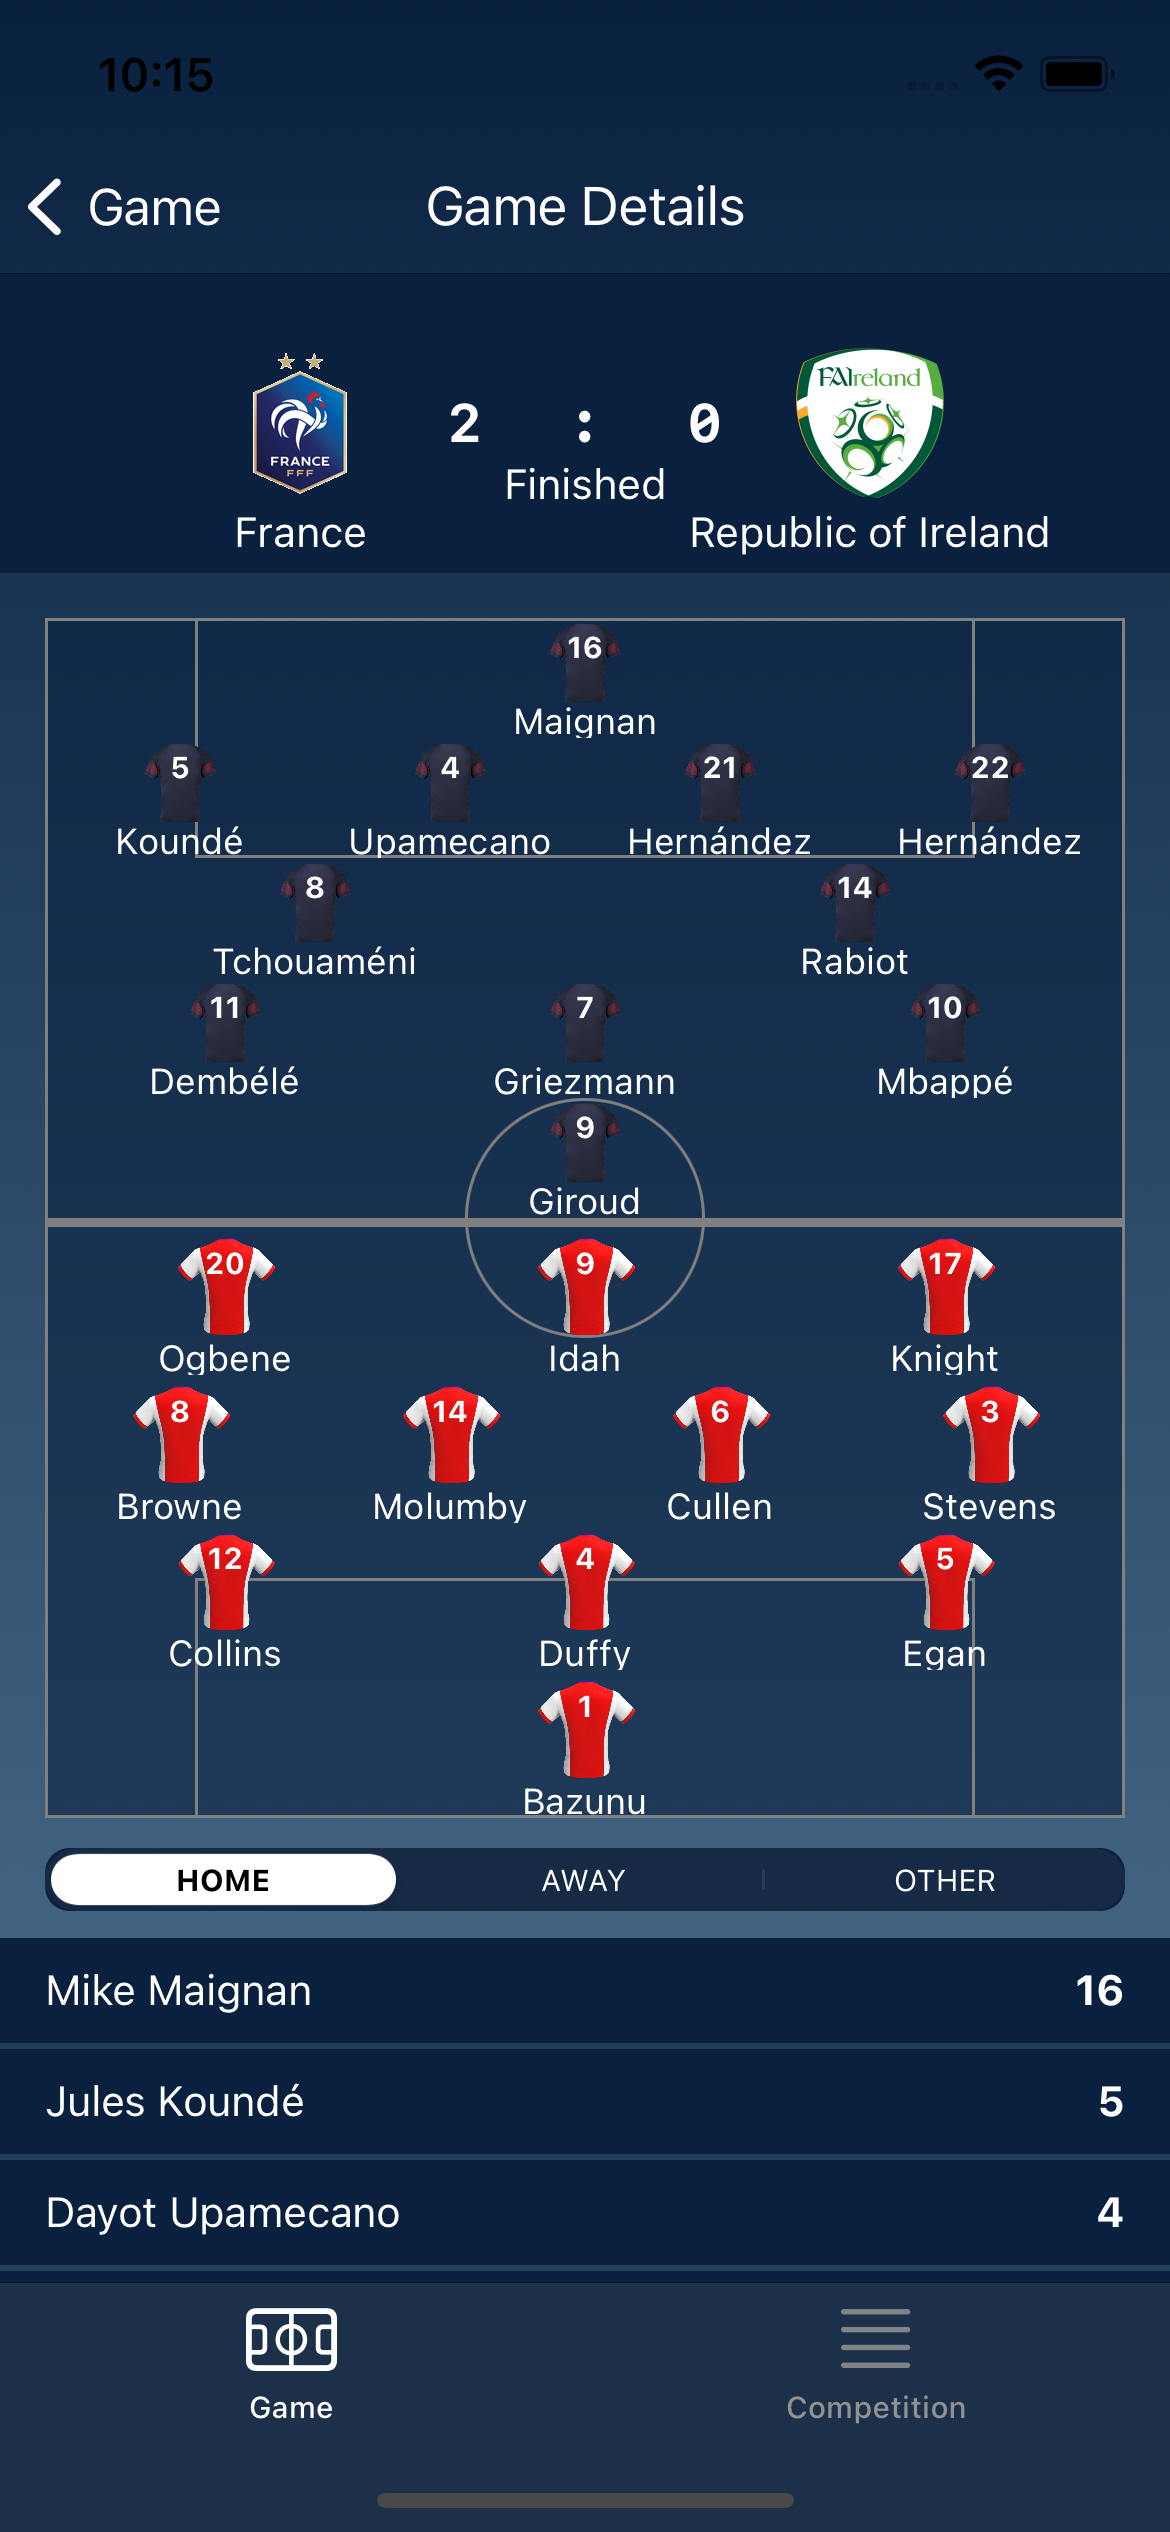 10:15
Game
Game Details
FRANCE
FFF
FAIreland
2 : 0
Finished
France
Republic of Ireland
16
Maignan
5 4 21 22
Koundé Upamecano Hernández Hernández
8 14
Tchouaméni Rabiot
11 7 10
Dembélé Griezmann Mbappé
9
Giroud
20 9 17
Ogbene Idah Knight
8 14 6 3
Browne Molumby Cullen Stevens
12 4 5
Collins Duffy Egan
1
Bazunu
HOME AWAY OTHER
Mike Maignan 16
Jules Koundé 5
Dayot Upamecano 4
Game Competition